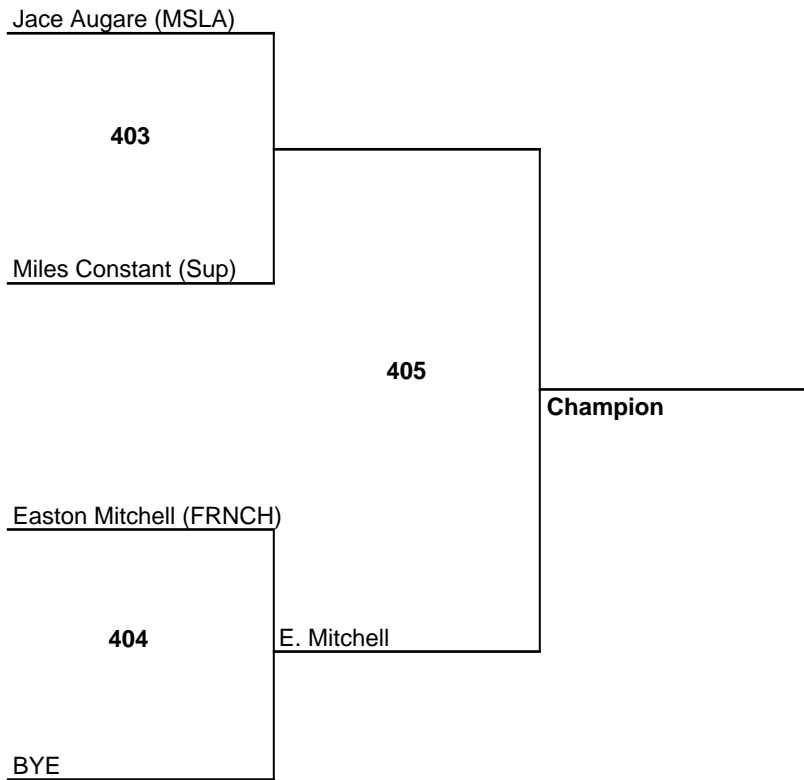 Jace Augare (MSLA)
403
Miles Constant (Sup)
405
Champion
Easton Mitchell (FRNCH)
404
E. Mitchell
BYE